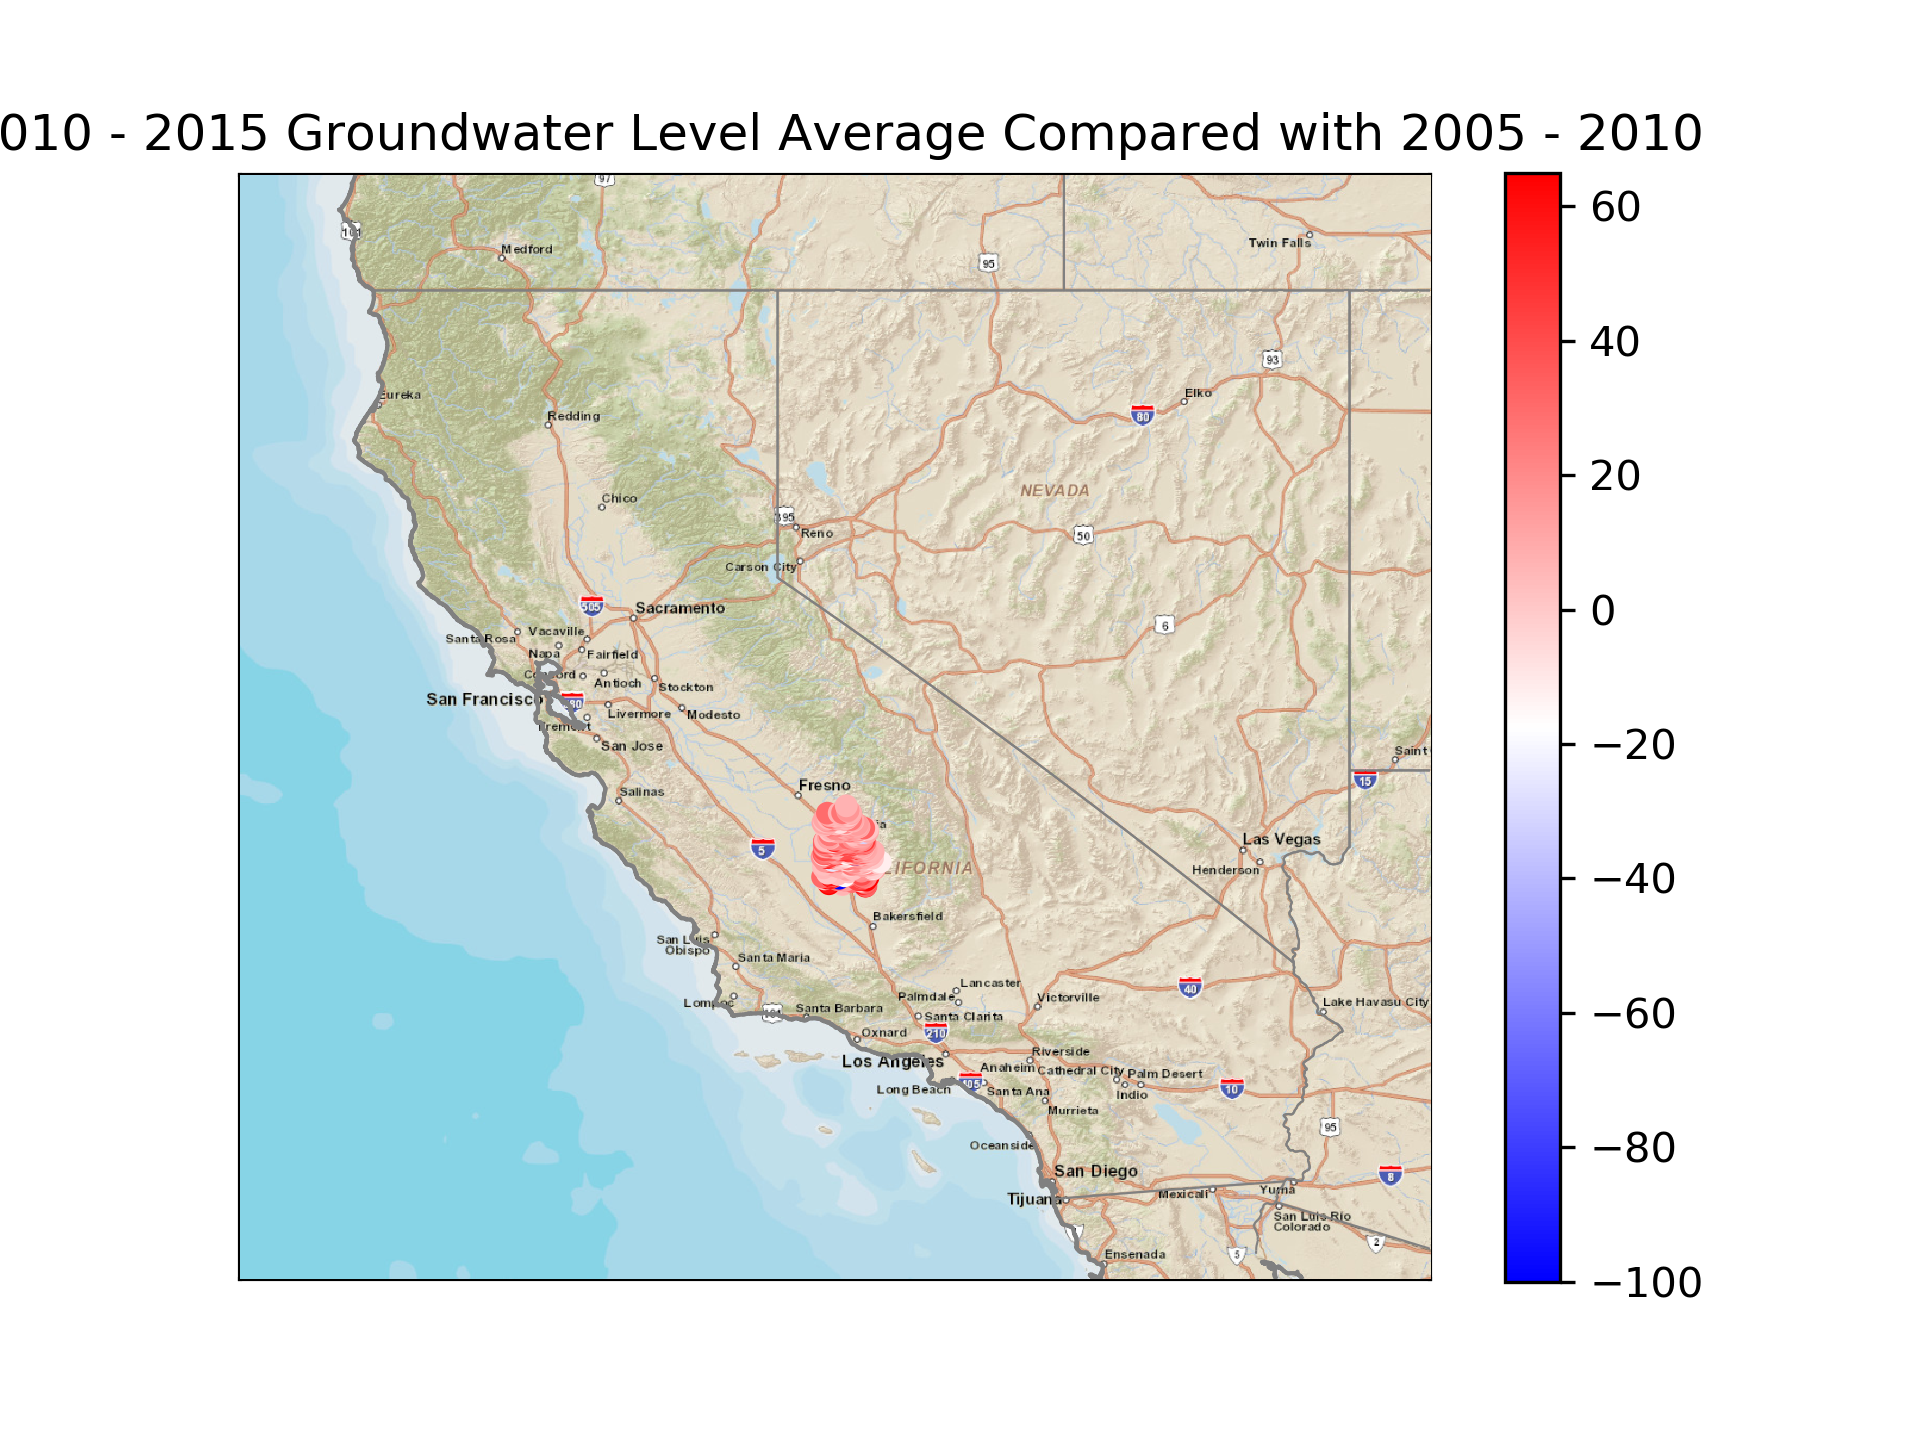 010 - 2015 Groundwater Level Average Compared with 2005 - 2010
97
101
Medford
95
Twin Falls
60
40
93
Eureka
Elko
80
Redding
20
NEVADA
Chico
395
Reno
50
Carson City
505
Sacramento
0
6
Santa Rosa
Vacaville
Napa
Fairfield
Concord
Antioch
Stockton
San Francisco
Livermore
Modesto
Fremont
San Jose
−20
Saint
15
Fresno
Salinas
ia
5
LIFORNIA
Las Vegas
Henderson
−40
Bakersfield
San Luis
Obispo
Santa Maria
Lancaster
Palmdale
40
Lompoc
Victorville
Lake Havasu City
101
Santa Barbara
Santa Clarita
−60
Oxnard
210
Los Angeles
Riverside
Anaheim
Cathedral City
Palm Desert
Long Beach
405
Santa Ana
Indio
10
Murrieta
95
Oceanside
−80
San Diego
8
Tijuana
Mexicali
Yuma
San Luis Rio
Colorado
2
Ensenada
5
−100